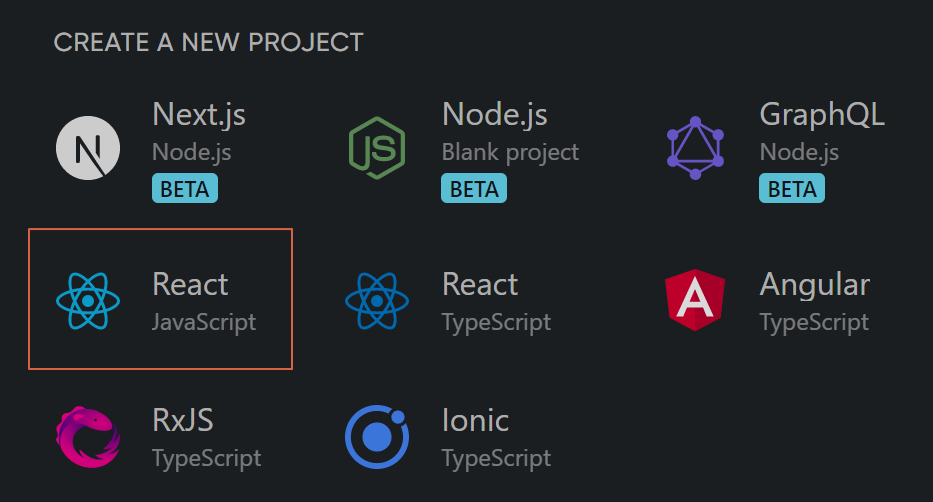 CREATE A NEW PROJECT
Next.js
Node.js
BETA
Node.js
Blank project
BETA
GraphQL
Node.js
BETA
React
JavaScript
React
TypeScript
Angular
TypeScript
RxJS
TypeScript
Ionic
TypeScript